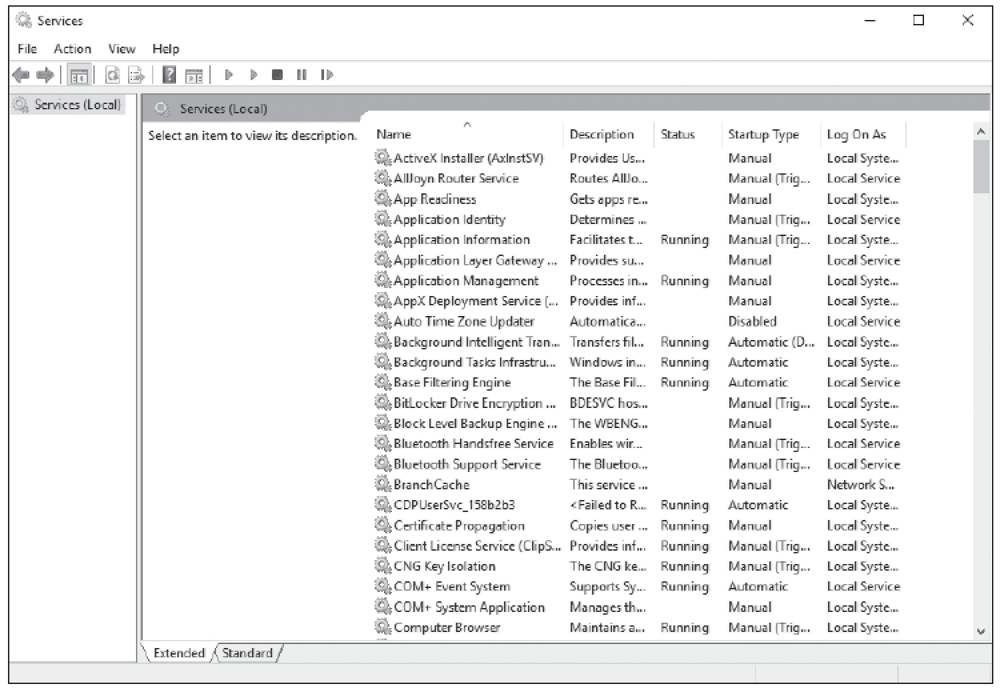 Services
File Action View Help
Services (Local)
Services (Local)
Select an item to view its description.
Name Description Status Startup Type Log On As
ActiveX Installer (AxInstSV) Provides Us... Manual Local Syste...
AllJoyn Router Service Routes AllJo... Manual (Trig... Local Service
App Readiness Gets apps re... Manual Local Syste...
Application Identity Determines ... Manual (Trig... Local Service
Application Information Facilitates t... Running Manual (Trig... Local Syste...
Application Layer Gateway ... Provides su... Manual Local Service
Application Management Processes in... Running Manual Local Syste...
AppX Deployment Service (... Provides inf... Manual Local Syste...
Auto Time Zone Updater Automatica... Disabled Local Service
Background Intelligent Tran... Transfers fil... Running Automatic (D... Local Syste...
Background Tasks Infrastru... Windows in... Running Automatic Local Syste...
Base Filtering Engine The Base Fil... Running Automatic Local Service
BitLocker Drive Encryption ... BDESVC hos... Manual (Trig... Local Syste...
Block Level Backup Engine ... The WBENG... Manual Local Syste...
Bluetooth Handsfree Service Enables wir... Manual (Trig... Local Service
Bluetooth Support Service The Bluetoo... Manual (Trig... Local Service
BranchCache This service ... Manual Network S...
CDPUserSvc_158b2b3 <Failed to R... Running Automatic Local Syste...
Certificate Propagation Copies user ... Running Manual Local Syste...
Client License Service (ClipS... Provides inf... Running Manual (Trig... Local Syste...
CNG Key Isolation The CNG ke... Running Manual (Trig... Local Syste...
COM+ Event System Supports Sy... Running Automatic Local Service
COM+ System Application Manages th... Manual Local Syste...
Computer Browser Maintains a... Running Manual (Trig... Local Syste...
Extended Standard